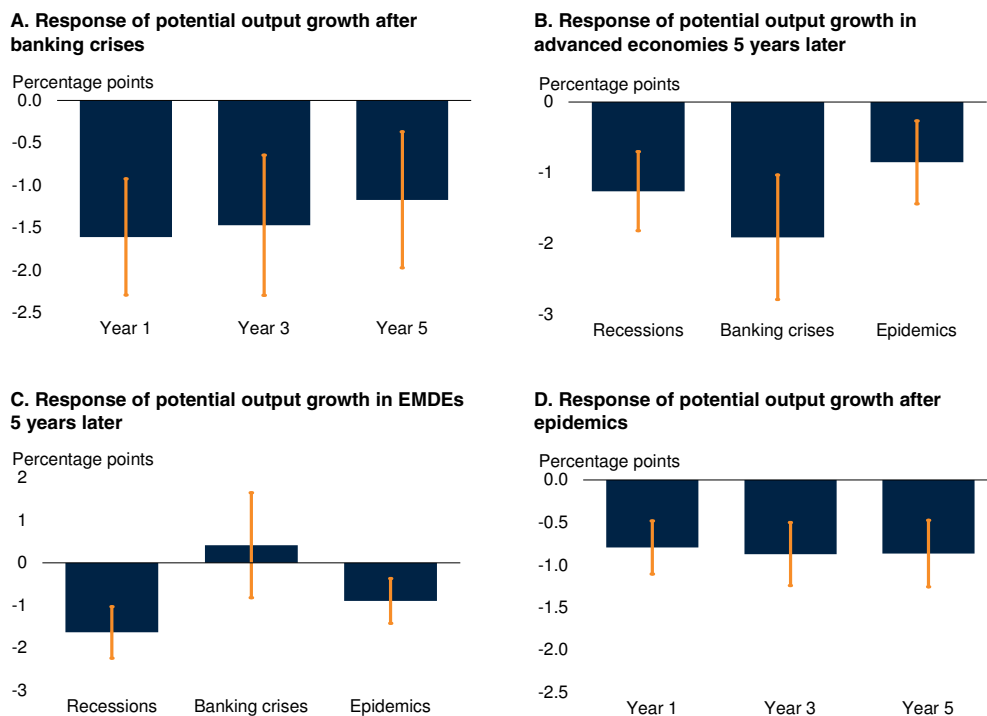 A. Response of potential output growth after
banking crises
Percentage points
0.0
-0.5
-1.0
-1.5
-2.0
-2.5
Year 1
Year 3
Year 5
B. Response of potential output growth in
advanced economies 5 years later
Percentage points
0
-1
-2
-3
Recessions
Banking crises
Epidemics
C. Response of potential output growth in EMDEs
5 years later
Percentage points
2
1
0
-1
-2
-3
Recessions
Banking crises
Epidemics
D. Response of potential output growth after
epidemics
Percentage points
0.0
-0.5
-1.0
-1.5
-2.0
-2.5
Year 1
Year 3
Year 5